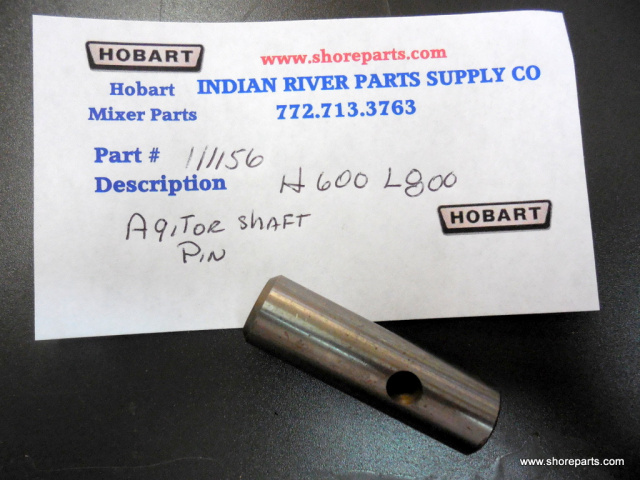 HOBART
www.shoreparts.com
Hobart INDIAN RIVER PARTS SUPPLY CO
Mixer Parts 772.713.3763
Part # 111156
Description H600 L800
HOBART
AgiTOR SHAFT
PiN
www.shoreparts.com